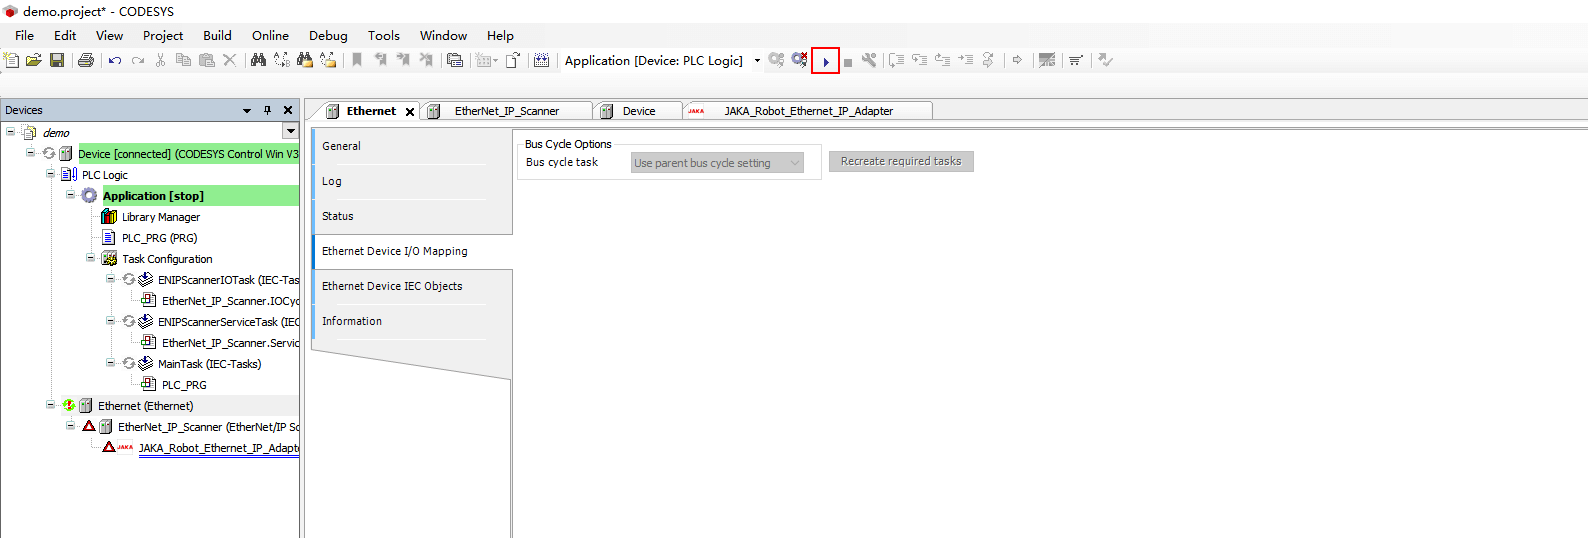 demo.project* - CODESYS
File Edit View Project Build Online Debug Tools Window Help
Application [Device: PLC Logic]
Devices
demo
Device [connected] (CODESYS Control Win V3
PLC Logic
Application [stop]
Library Manager
PLC_PRG (PRG)
Task Configuration
ENIPScannerIOTask (IEC-Tas
EtherNet_IP_Scanner.IOCyc
ENIPScannerServiceTask (IEC
EtherNet_IP_Scanner.Servic
MainTask (IEC-Tasks)
PLC_PRG
Ethernet (Ethernet)
EtherNet_IP_Scanner (EtherNet/IP Sc
JAKA JAKA_Robot_Ethernet_IP_Adapte
Ethernet EtherNet_IP_Scanner Device JAKA JAKA_Robot_Ethernet_IP_Adapter
General
Log
Status
Ethernet Device I/O Mapping
Ethernet Device IEC Objects
Information
Bus Cycle Options
Bus cycle task Use parent bus cycle setting Recreate required tasks